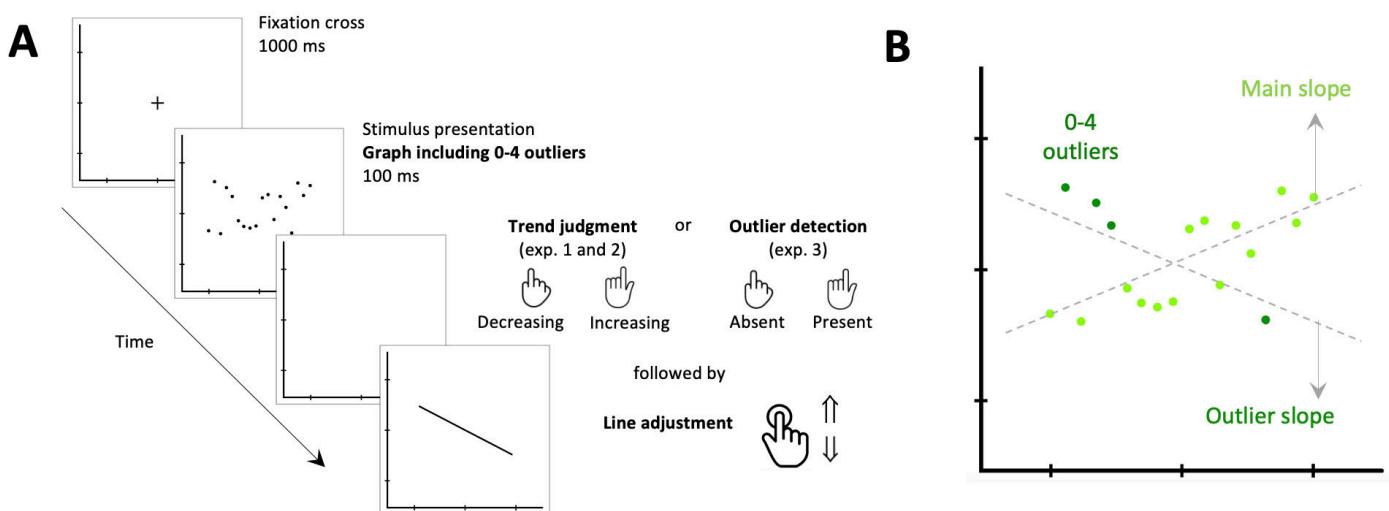 A
Fixation cross
1000 ms
Stimulus presentation
Graph including 0-4 outliers
100 ms
Trend judgment
(exp. 1 and 2)
or
Outlier detection
(exp. 3)
Decreasing
Increasing
Absent
Present
Time
followed by
Line adjustment
B
Main slope
0-4
outliers
Outlier slope